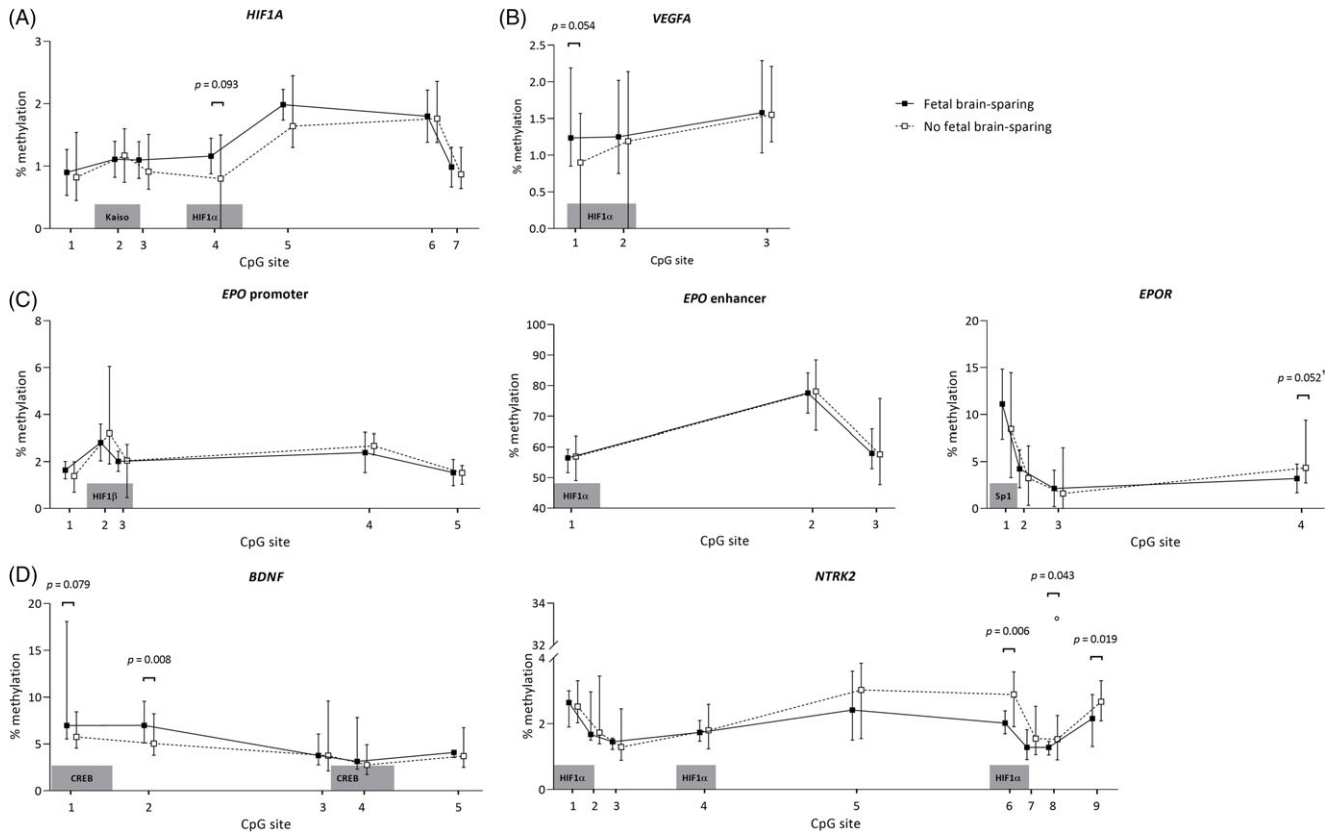 (A)
HIF1A
% methylation
3
2
1
0
p = 0.093
Kaiso
HIF1α
1 2 3 4 5 6 7
CpG site
(B)
VEGFA
p = 0.054
% methylation
2.5
2.0
1.5
1.0
0.5
0.0
HIF1α
1 2 3
CpG site
Fetal brain-sparing
No fetal brain-sparing
(C)
EPO promoter
% methylation
8
6
4
2
0
HIF1β
1 2 3 4 5
CpG site
EPO enhancer
% methylation
100
90
80
70
60
50
40
HIF1α
1 2 3
CpG site
EPOR
% methylation
20
15
10
5
0
p = 0.052†
Sp1
1 2 3 4
CpG site
(D)
BDNF
p = 0.079
p = 0.008
% methylation
20
15
10
5
0
CREB
CREB
1 2 3 4 5
CpG site
NTRK2
% methylation
34
32
4
2
0
p = 0.043
p = 0.006
p = 0.019
HIF1α
HIF1α
HIF1α
1 2 3 4 5 6 7 8 9
CpG site